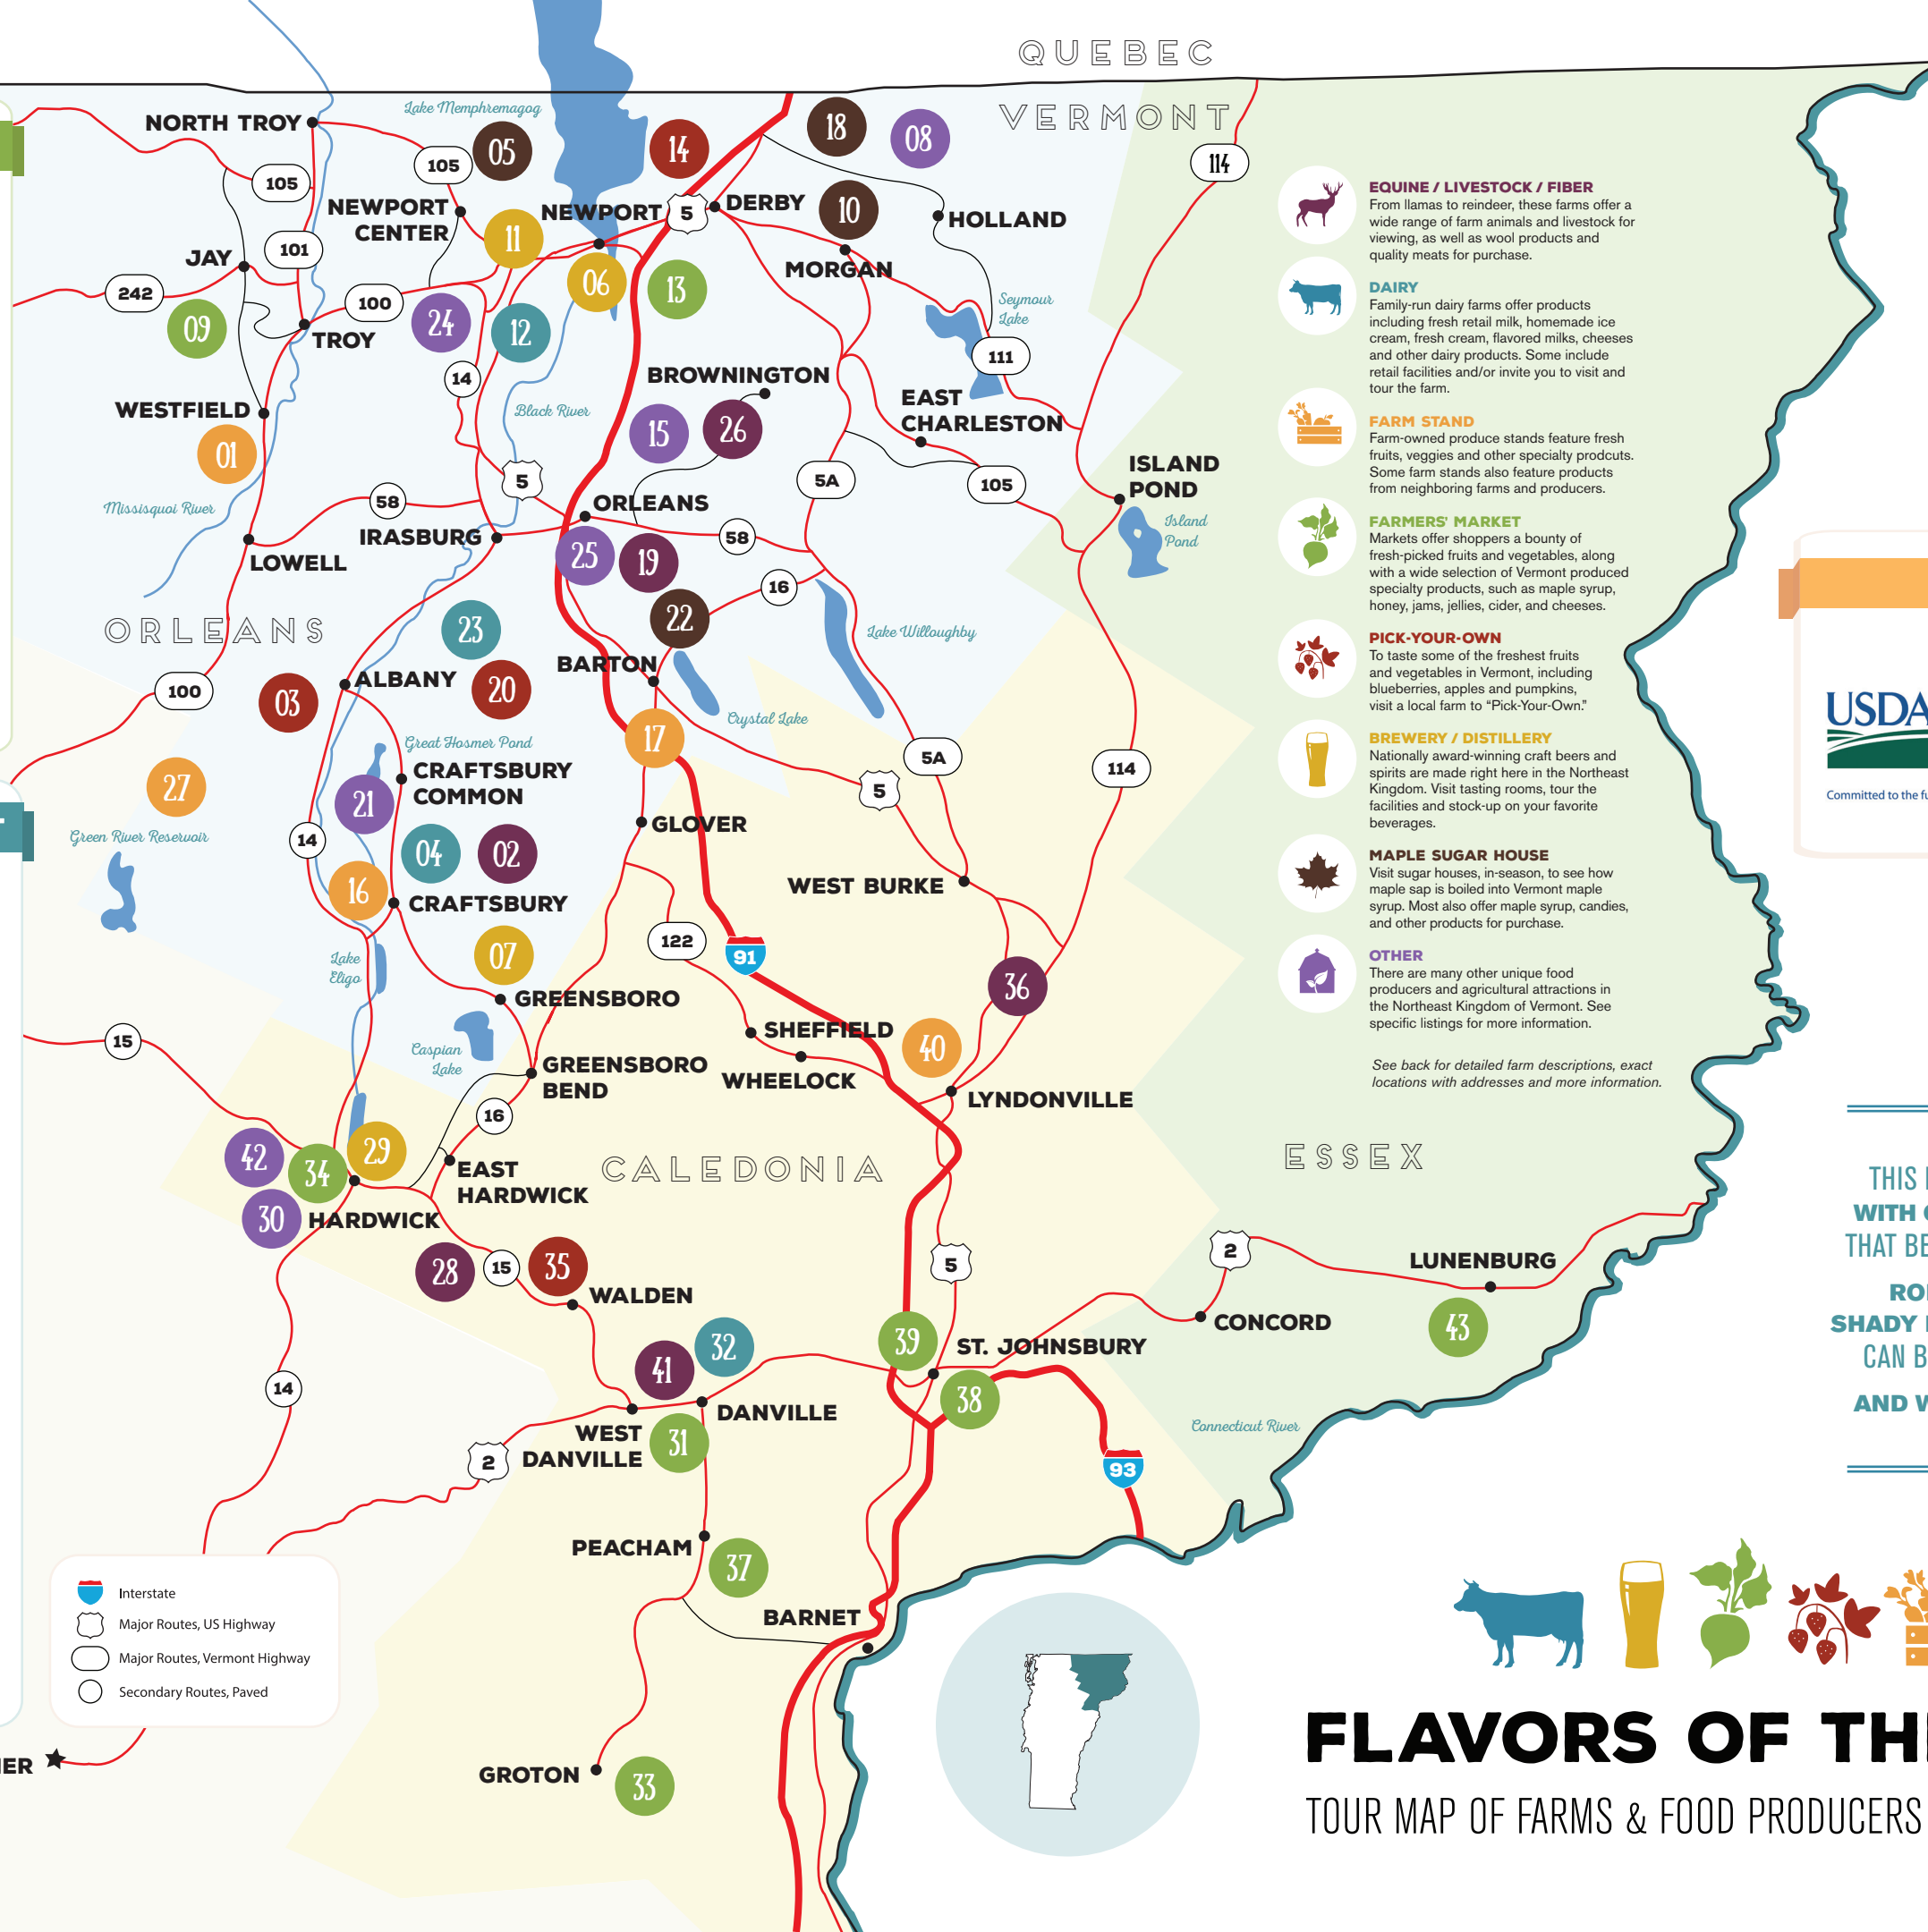 QUEBEC
VERMONT
Lake Memphremagog
NORTH TROY
105
105
05
14
18
08
114
NEWPORT
CENTER
NEWPORT
5
DERBY
10
HOLLAND
11
101
JAY
242
100
06
13
MORGAN
Seymour
Lake
09
TROY
24
12
111
14
BROWNINGTON
WESTFIELD
Black River
15
26
EAST
CHARLESTON
01
5
5A
105
ISLAND
POND
Missisquoi River
58
ORLEANS
Island
Pond
IRASBURG
58
LOWELL
25
19
16
ORLEANS
23
22
Lake Willoughby
BARTON
100
03
ALBANY
20
Crystal Lake
17
Great Hosmer Pond
5A
114
27
CRAFTSBURY
COMMON
5
21
Green River Reservoir
14
GLOVER
04
02
16
CRAFTSBURY
WEST BURKE
122
91
07
Lake
Eligo
36
GREENSBORO
SHEFFIELD
40
15
Caspian
Lake
GREENSBORO
BEND
WHEELOCK
LYNDONVILLE
16
42
34
29
EAST
HARDWICK
CALEDONIA
ESSEX
30
HARDWICK
28
15
35
5
2
LUNENBURG
WALDEN
CONCORD
43
39
ST. JOHNSBURY
41
32
14
38
DANVILLE
WEST
DANVILLE
31
Connecticut River
2
93
PEACHAM
37
BARNET
GROTON
33
Interstate
Major Routes, US Highway
Major Routes, Vermont Highway
Secondary Routes, Paved
IER
EQUINE / LIVESTOCK / FIBER
From llamas to reindeer, these farms offer a
wide range of farm animals and livestock for
viewing, as well as wool products and
quality meats for purchase.
DAIRY
Family-run dairy farms offer products
including fresh retail milk, homemade ice
cream, fresh cream, flavored milks, cheeses
and other dairy products. Some include
retail facilities and/or invite you to visit and
tour the farm.
FARM STAND
Farm-owned produce stands feature fresh
fruits, veggies and other specialty prodcuts.
Some farm stands also feature products
from neighboring farms and producers.
FARMERS' MARKET
Markets offer shoppers a bounty of
fresh-picked fruits and vegetables, along
with a wide selection of Vermont produced
specialty products, such as maple syrup,
honey, jams, jellies, cider, and cheeses.
PICK-YOUR-OWN
To taste some of the freshest fruits
and vegetables in Vermont, including
blueberries, apples and pumpkins,
visit a local farm to “Pick-Your-Own.”
BREWERY / DISTILLERY
Nationally award-winning craft beers and
spirits are made right here in the Northeast
Kingdom. Visit tasting rooms, tour the
facilities and stock-up on your favorite
beverages.
MAPLE SUGAR HOUSE
Visit sugar houses, in-season, to see how
maple sap is boiled into Vermont maple
syrup. Most also offer maple syrup, candies,
and other products for purchase.
OTHER
There are many other unique food
producers and agricultural attractions in
the Northeast Kingdom of Vermont. See
specific listings for more information.
See back for detailed farm descriptions, exact
locations with addresses and more information.
USDA
Committed to the fu
THIS
WITH
THAT BE
RO
SHADY
CAN B
AND W
FLAVORS OF TH
TOUR MAP OF FARMS & FOOD PRODUCERS